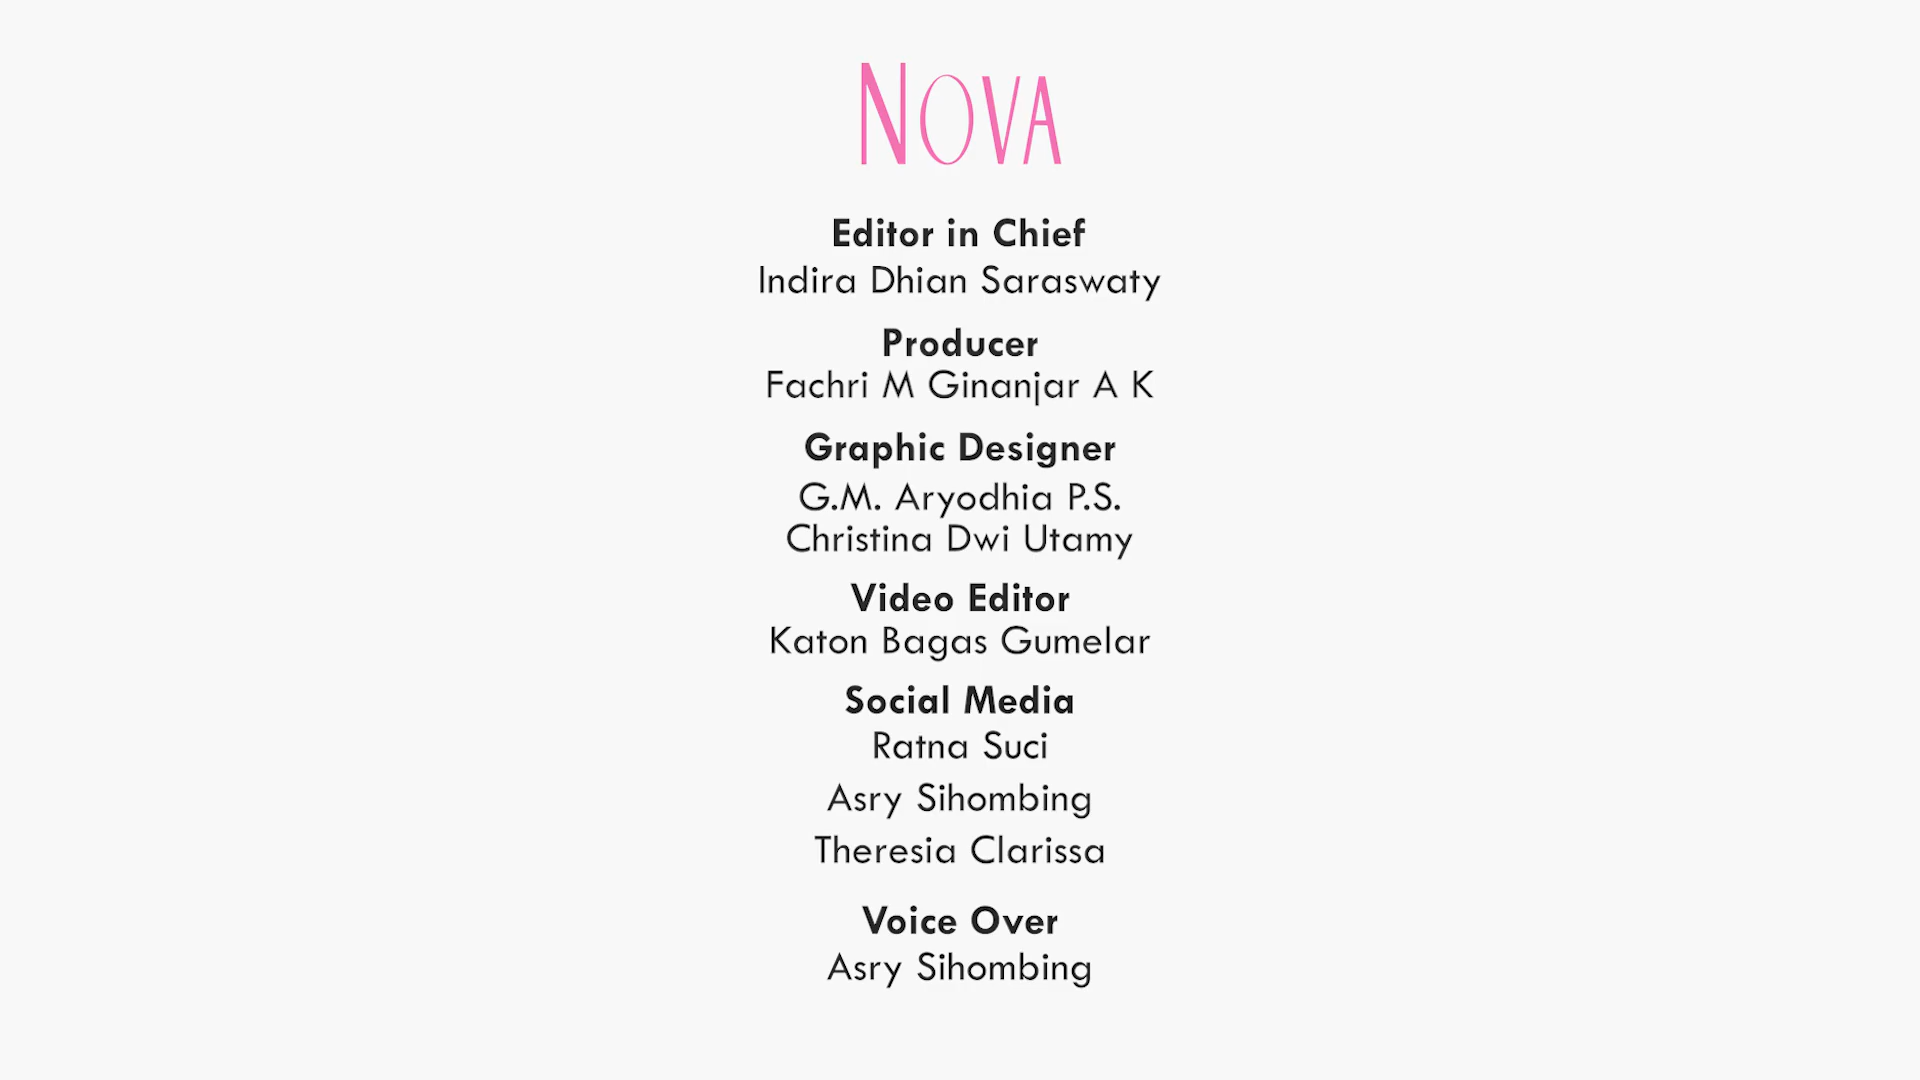 NOVA
Editor in Chief
Indira Dhian Saraswaty
Producer
Fachri M Ginanjar A K
Graphic Designer
G.M. Aryodhia P.S.
Christina Dwi Utamy
Video Editor
Katon Bagas Gumelar
Social Media
Ratna Suci
Asry Sihombing
Theresia Clarissa
Voice Over
Asry Sihombing